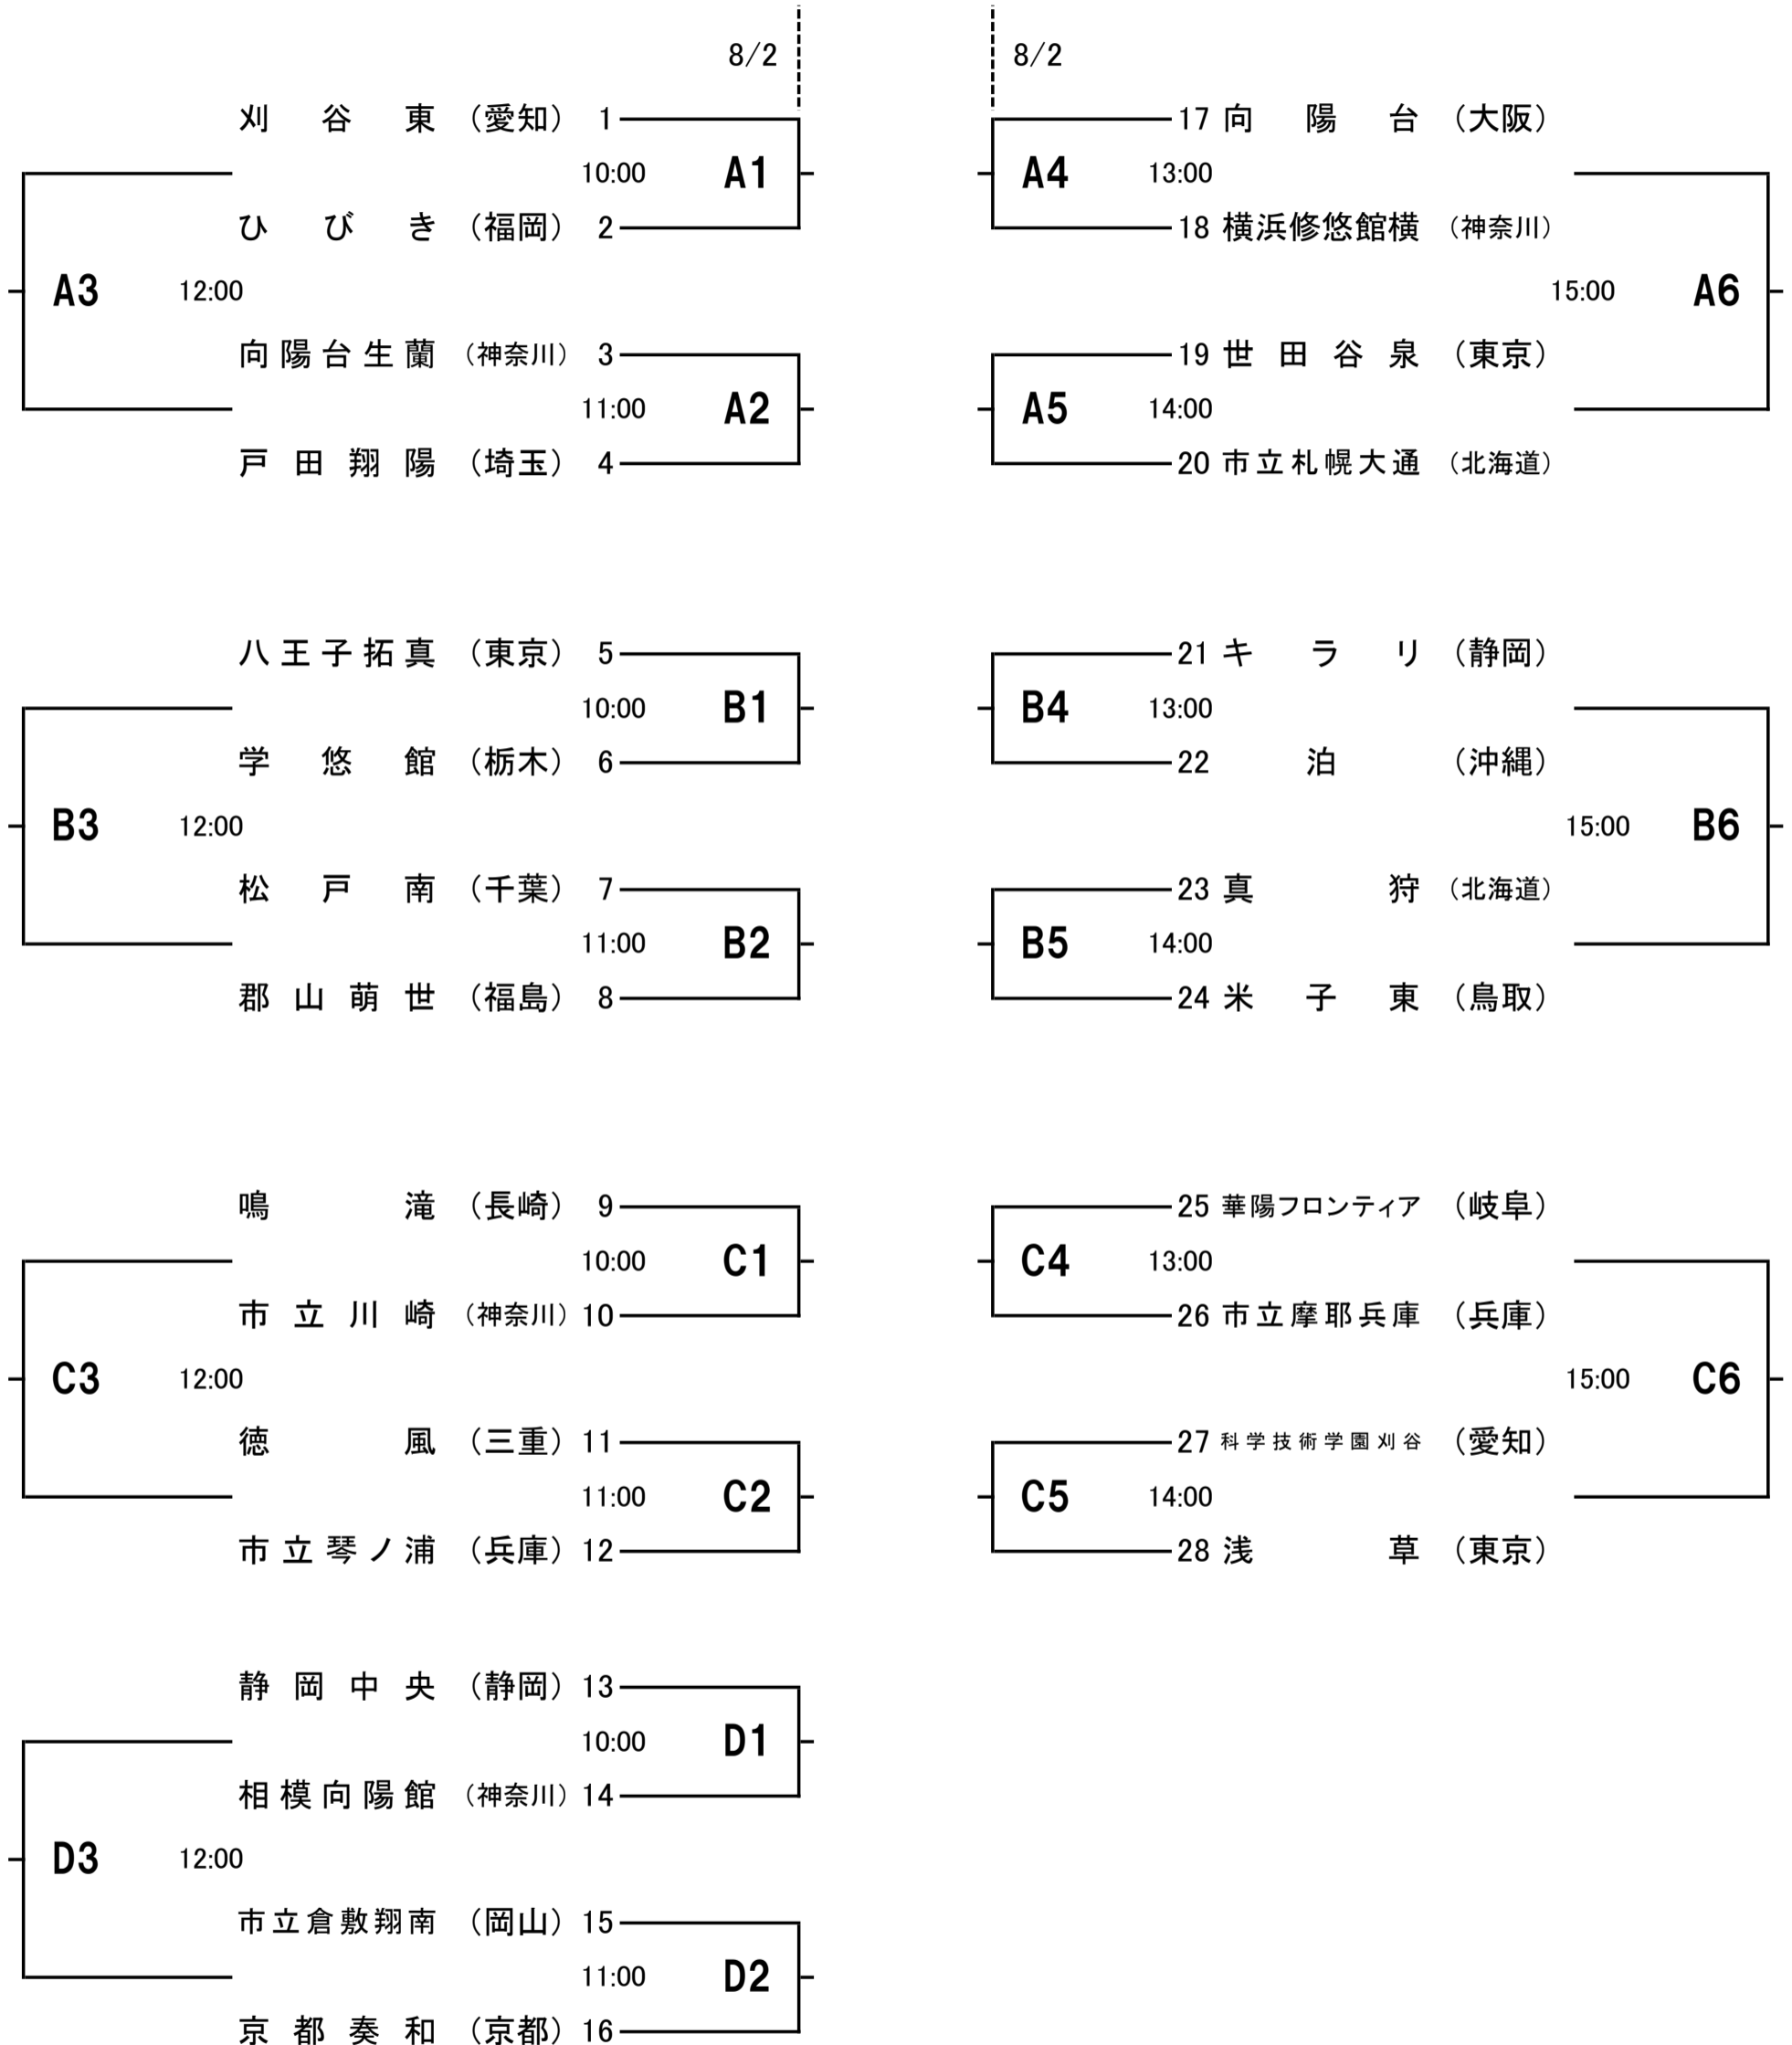 8/2 8/2
刈谷東 (愛知) 1 17 向陽台 (大阪)
10:00 A1 A4 13:00
ひびき (福岡) 2 18 横浜修悠館横 (神奈川)
A3 12:00 15:00 A6
向陽台生蘭 (神奈川) 3 19 世田谷泉 (東京)
11:00 A2 A5 14:00
戸田翔陽 (埼玉) 4 20 市立札幌大通 (北海道)
八王子拓真 (東京) 5 21 キラリ (静岡)
10:00 B1 B4 13:00
学悠館 (栃木) 6 22 泊 (沖縄)
B3 12:00 15:00 B6
松戸南 (千葉) 7 23 真狩 (北海道)
11:00 B2 B5 14:00
郡山萌世 (福島) 8 24 米子東 (鳥取)
鳴滝 (長崎) 9 25 華陽フロンティア (岐阜)
10:00 C1 C4 13:00
市立川崎 (神奈川) 10 26 市立摩耶兵庫 (兵庫)
C3 12:00 15:00 C6
徳風 (三重) 11 27 科学技術学園刈谷 (愛知)
11:00 C2 C5 14:00
市立琴ノ浦 (兵庫) 12 28 浅草 (東京)
静岡中央 (静岡) 13
10:00 D1
相模向陽館 (神奈川) 14
D3 12:00
市立倉敷翔南 (岡山) 15
11:00 D2
京都奏和 (京都) 16